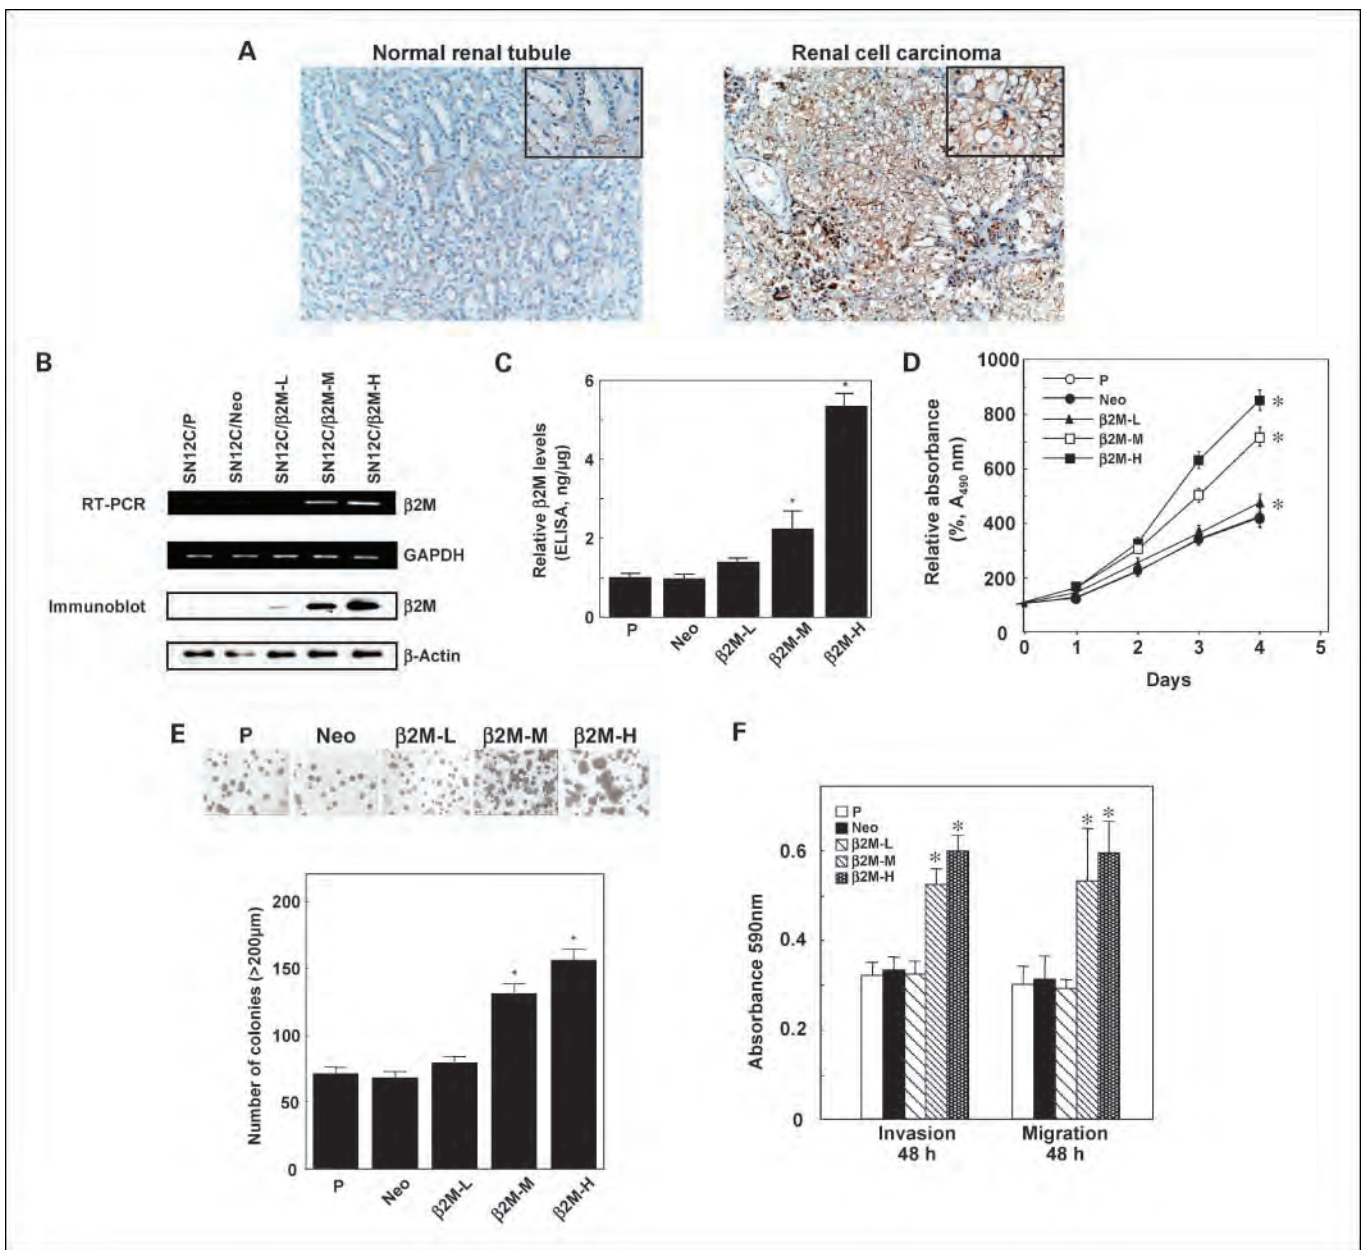 A
Normal renal tubule
Renal cell carcinoma
B
SN12C/P
SN12C/Neo
SN12C/β2M-L
SN12C/β2M-M
SN12C/β2M-H
RT-PCR
β2M
GAPDH
Immunoblot
β2M
β-Actin
C
Relative β2M levels
(ELISA, ng/μg)
6
4
2
0
*
*
P
Neo
β2M-L
β2M-M
β2M-H
D
Relative absorbance
(%, A490 nm)
1000
800
600
400
200
0
P
Neo
β2M-L
β2M-M
β2M-H
*
*
*
0 1 2 3 4 5
Days
E
P Neo β2M-L β2M-M β2M-H
Number of colonies (>200μm)
200
150
100
50
0
*
*
P
Neo
β2M-L
β2M-M
β2M-H
F
Absorbance 590nm
0.6
0.4
0.2
0
P
Neo
β2M-L
β2M-M
β2M-H
* *
* *
Invasion
48 h
Migration
48 h